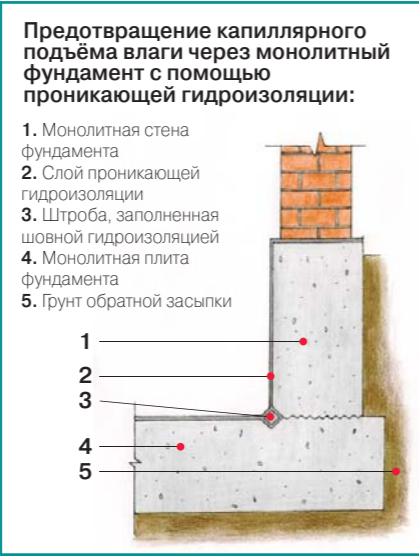 Предотвращение капиллярного
подъёма влаги через монолитный
фундамент с помощью
проникающей гидроизоляции:
1. Монолитная стена
фундамента
2. Слой проникающей
гидроизоляции
3. Штроба, заполненная
шовной гидроизоляцией
4. Монолитная плита
фундамента
5. Грунт обратной засыпки
1
2
3
4
5